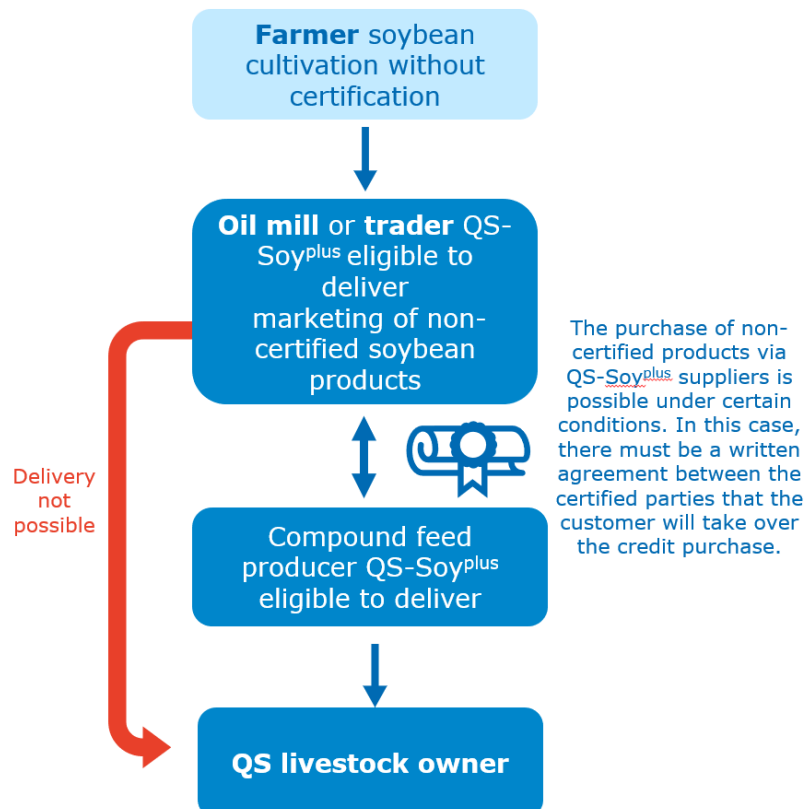 Farmer soybean
cultivation without
certification
Oil mill or trader QS-
Soyplus eligible to
deliver
marketing of non-
certified soybean
products
The purchase of non-
certified products via
QS-Soyplus suppliers is
possible under certain
conditions. In this case,
there must be a written
agreement between the
certified parties that the
customer will take over
the credit purchase.
Delivery
not
possible
Compound feed
producer QS-Soyplus
eligible to deliver
QS livestock owner